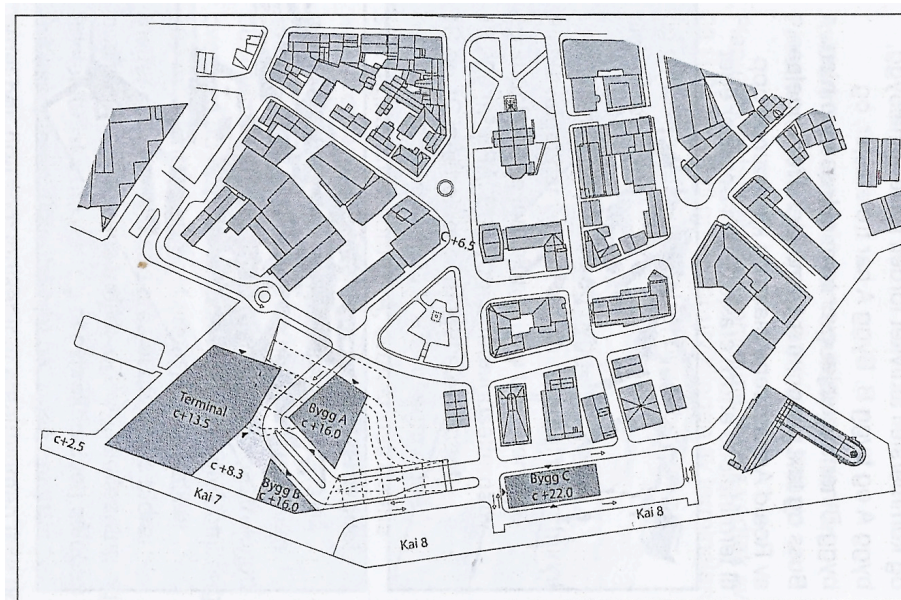 c +6.5
Terminal
c+13.5
Bygg A
c +16.0
c+2.5
c +8.3
Bygg B
c +16.0
Bygg C
c +22.0
Kai 7
Kai 8
Kai 8